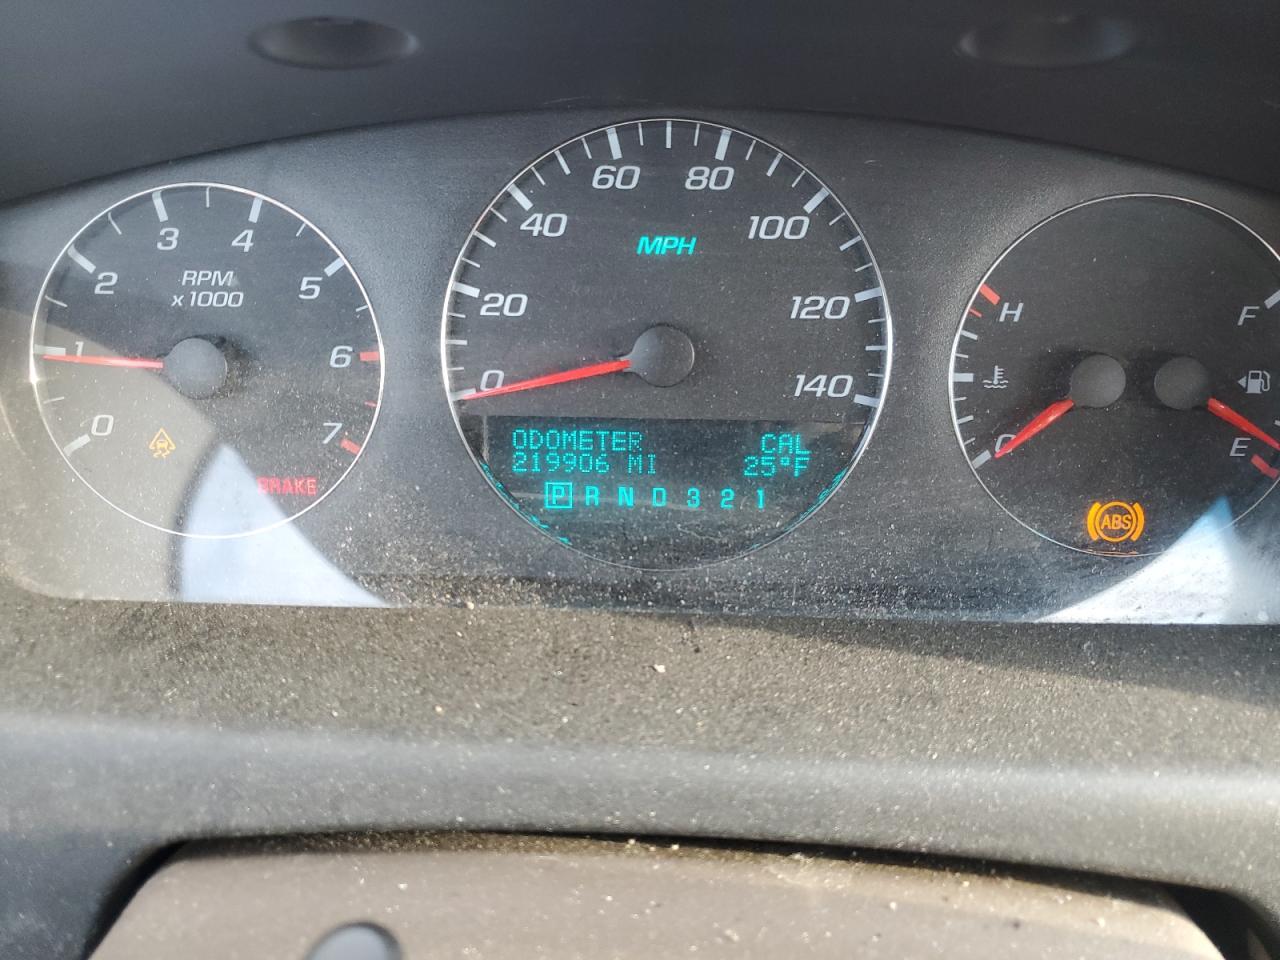 0
1
2
3
4
5
6
7
RPM
x 1000
BRAKE
0
20
40
60
80
100
120
140
MPH
ODOMETER CAL
219906 MI 25°F
P R N D 3 2 1
H
C
F
E
ABS